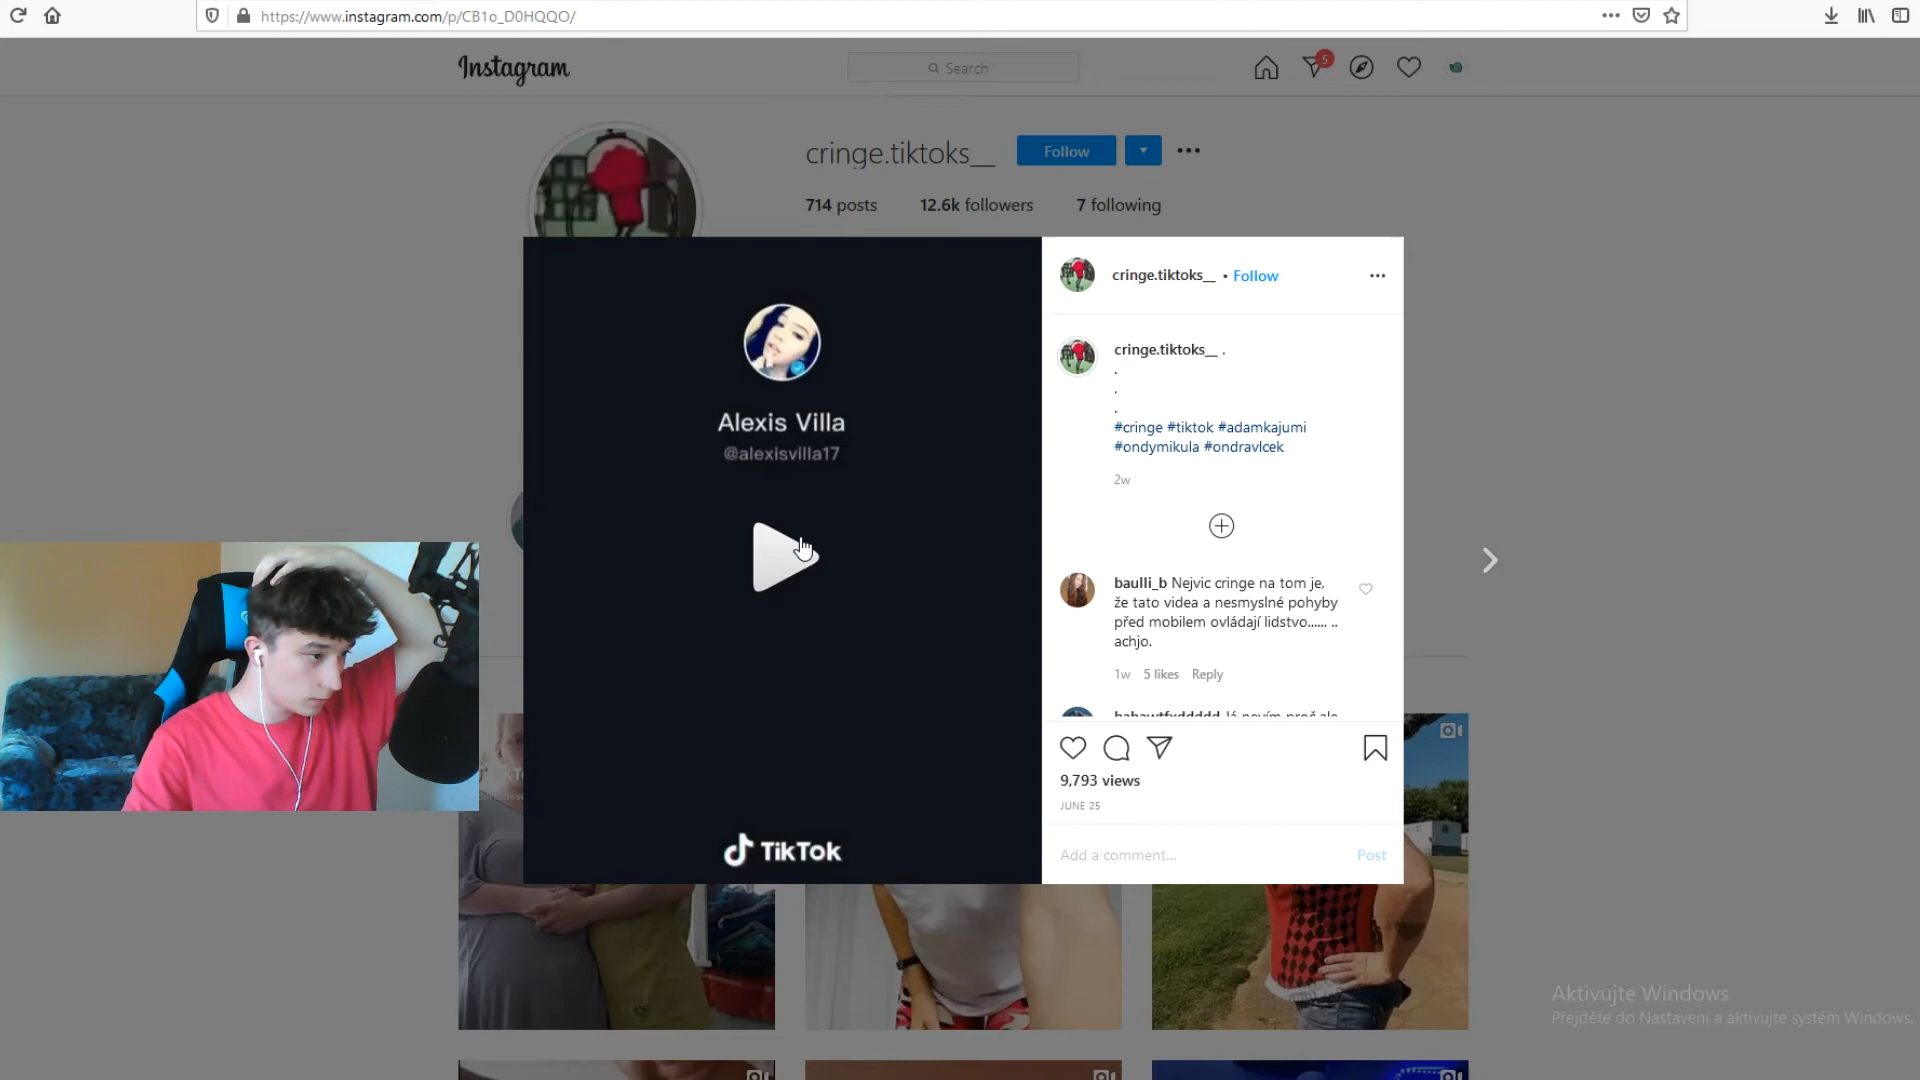 https://www.instagram.com/p/CB1o_D0HQQO/
Instagram
Search
5
cringe.tiktoks__
Follow
714 posts
12.6k followers
7 following
Alexis Villa
@alexisvilla17
TikTok
cringe.tiktoks__ • Follow
cringe.tiktoks__ .
.
.
.
#cringe #tiktok #adamkajumi
#ondymikula #ondravlcek
2w
baulli_b Nejvic cringe na tom je,
že tato videa a nesmyslné pohyby
před mobilem ovládají lidstvo...... ..
achjo.
1w 5 likes Reply
9,793 views
JUNE 25
Add a comment...
Post
Aktivujte Windows
Přejděte do Nastavení a aktivujte systém Windows.